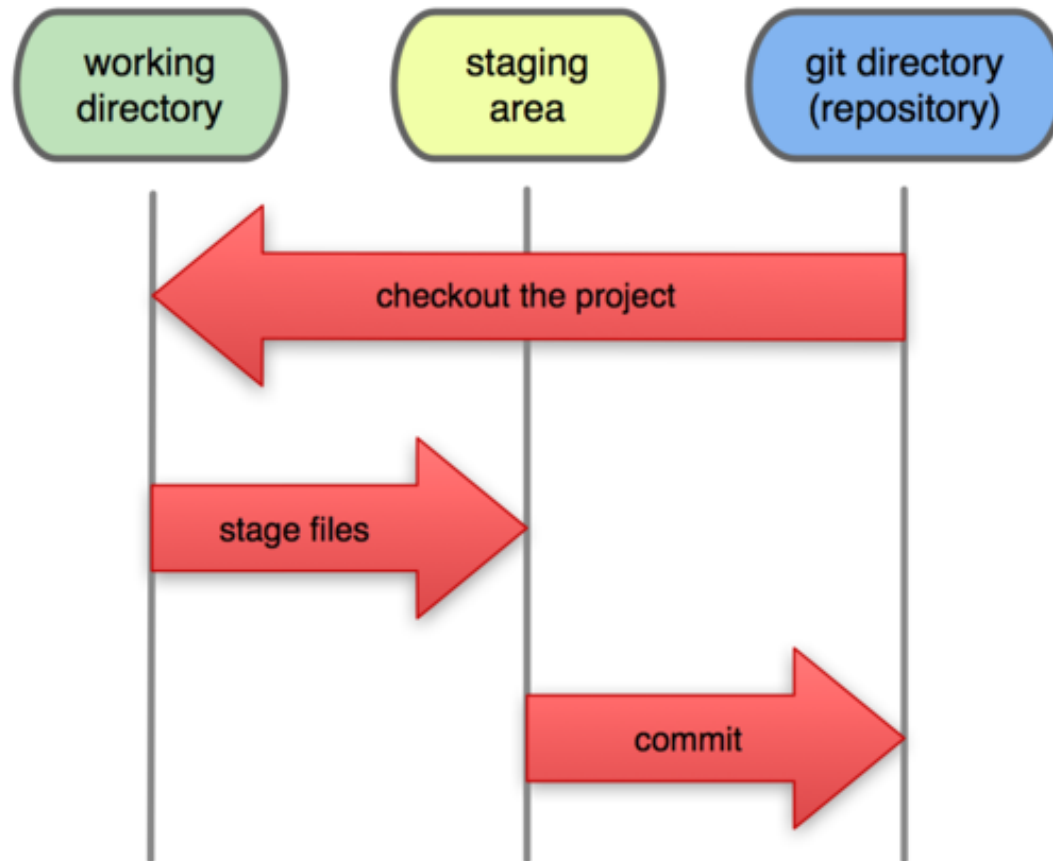 working
directory
staging
area
git directory
(repository)
checkout the project
stage files
commit